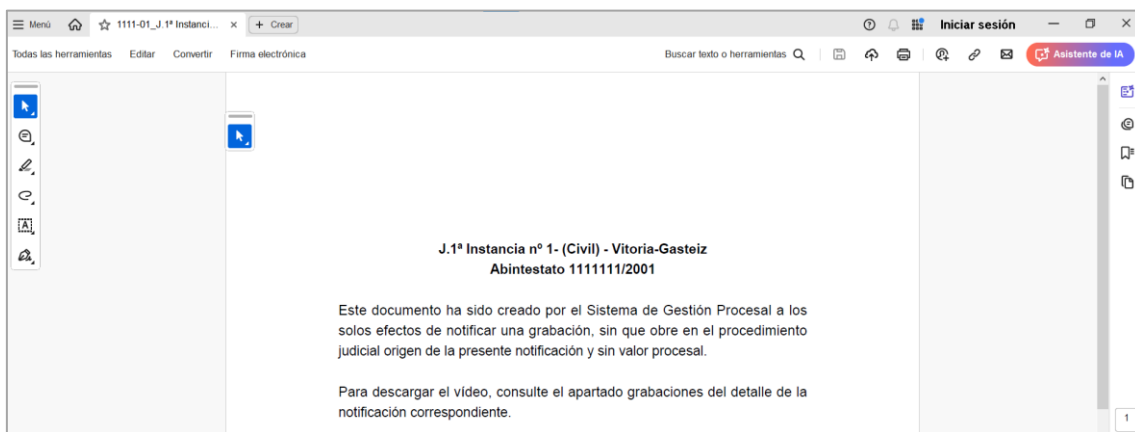 Menú
1111-01_J.1ª Instanci...
Crear
Iniciar sesión
Todas las herramientas Editar Convertir Firma electrónica
Buscar texto o herramientas
Asistente de IA
J.1ª Instancia nº 1- (Civil) - Vitoria-Gasteiz
Abintestato 1111111/2001
Este documento ha sido creado por el Sistema de Gestión Procesal a los
solos efectos de notificar una grabación, sin que obre en el procedimiento
judicial origen de la presente notificación y sin valor procesal.
Para descargar el vídeo, consulte el apartado grabaciones del detalle de la
notificación correspondiente.
1